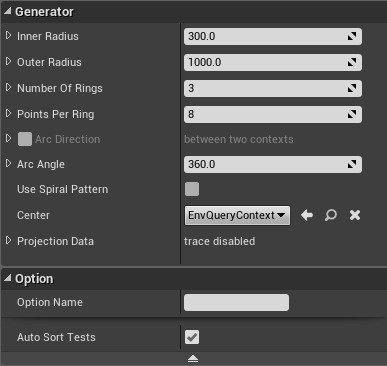 Generator
Inner Radius 300.0
Outer Radius 1000.0
Number Of Rings 3
Points Per Ring 8
Arc Direction between two contexts
Arc Angle 360.0
Use Spiral Pattern
Center EnvQueryContext
Projection Data trace disabled
Option
Option Name
Auto Sort Tests